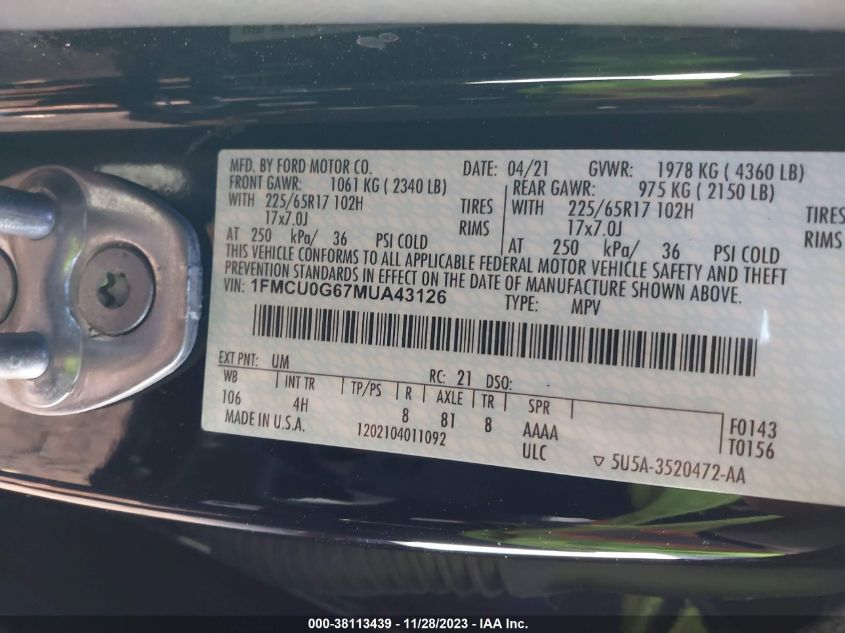 MFD. BY FORD MOTOR CO. DATE: 04/21 GVWR: 1978 KG ( 4360 LB)
FRONT GAWR: 1061 KG ( 2340 LB) REAR GAWR: 975 KG ( 2150 LB)
WITH 225/65R17 102H TIRES WITH 225/65R17 102H TIRES
17x7.0J RIMS 17x7.0J RIMS
AT 250 kPa/ 36 PSI COLD AT 250 kPa/ 36 PSI COLD
THIS VEHICLE CONFORMS TO ALL APPLICABLE FEDERAL MOTOR VEHICLE SAFETY AND THEFT
PREVENTION STANDARDS IN EFFECT ON THE DATE OF MANUFACTURE SHOWN ABOVE.
VIN: 1FMCU0G67MUA43126 TYPE: MPV
EXT PNT: UM RC: 21 DSO:
WB INT TR TP/PS R AXLE TR SPR
106 4H 8 81 8 AAAA F0143
MADE IN U.S.A. 1202104011092 ULC T0156
▽ 5U5A-3520472-AA
000-38113439 - 11/28/2023 - IAA Inc.